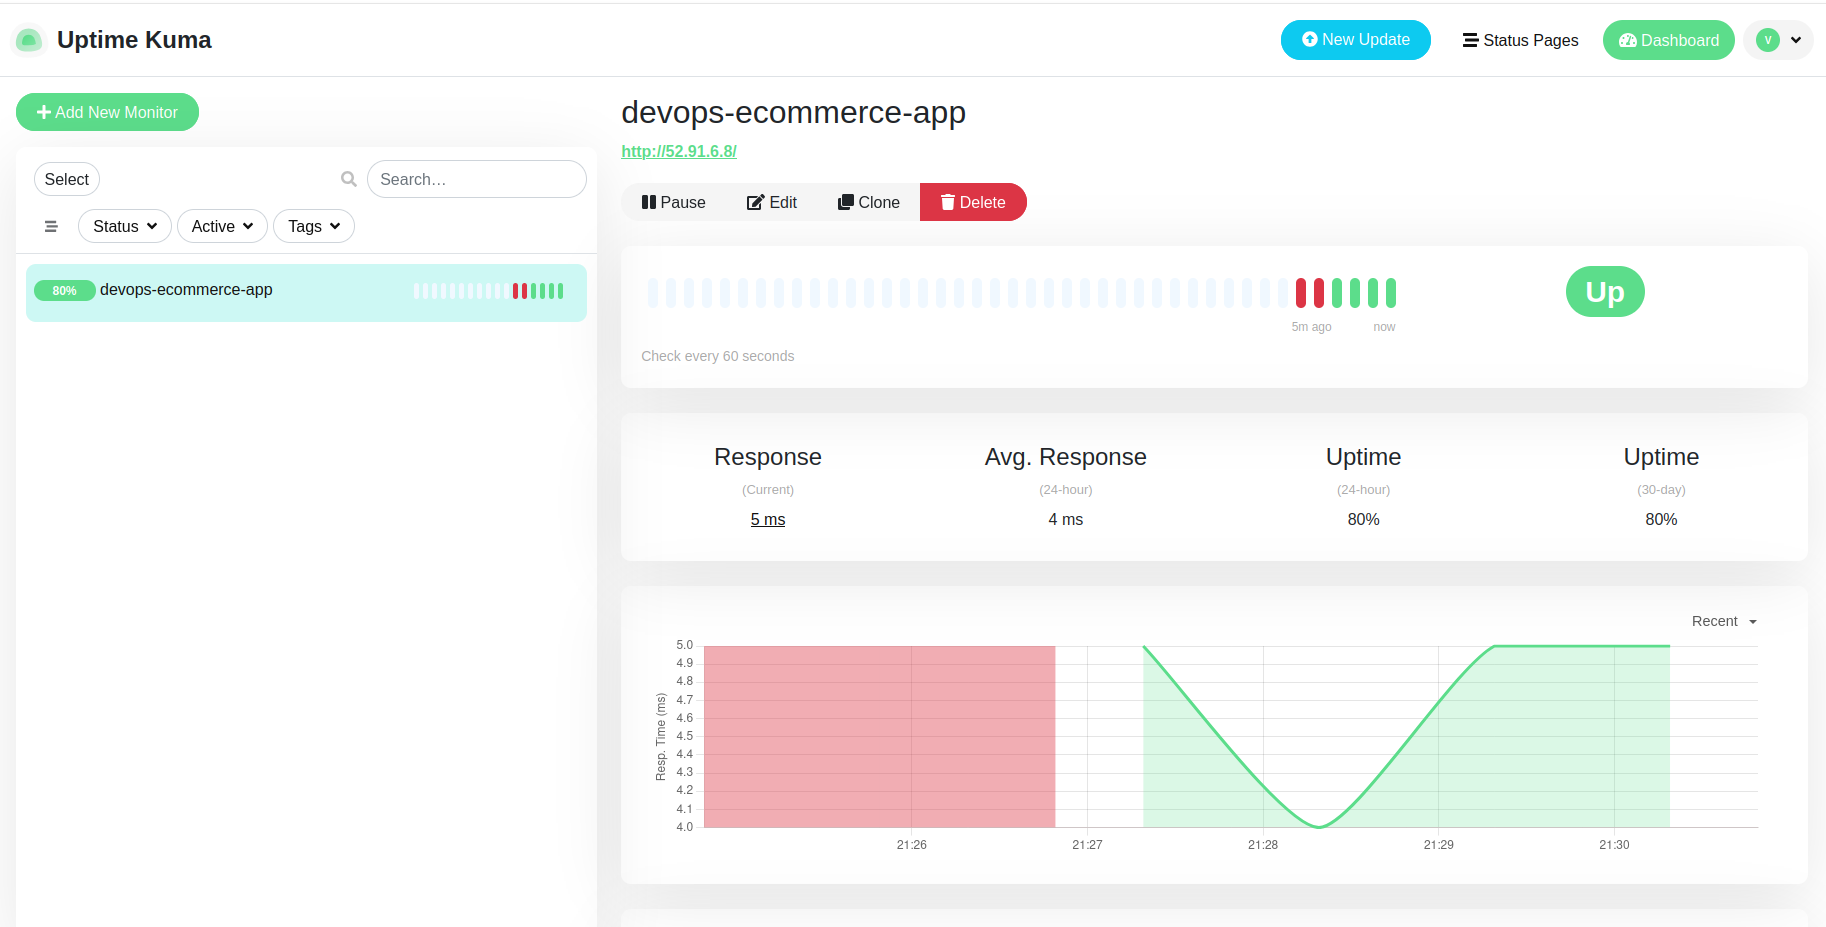 Uptime Kuma
New Update
Status Pages
Dashboard
V
Add New Monitor
Select
Search…
Status
Active
Tags
80%
devops-ecommerce-app
devops-ecommerce-app
http://52.91.6.8/
Pause
Edit
Clone
Delete
5m ago
now
Up
Check every 60 seconds
Response
(Current)
5 ms
Avg. Response
(24-hour)
4 ms
Uptime
(24-hour)
80%
Uptime
(30-day)
80%
Recent
Resp. Time (ms)
5.0
4.9
4.8
4.7
4.6
4.5
4.4
4.3
4.2
4.1
4.0
21:26
21:27
21:28
21:29
21:30